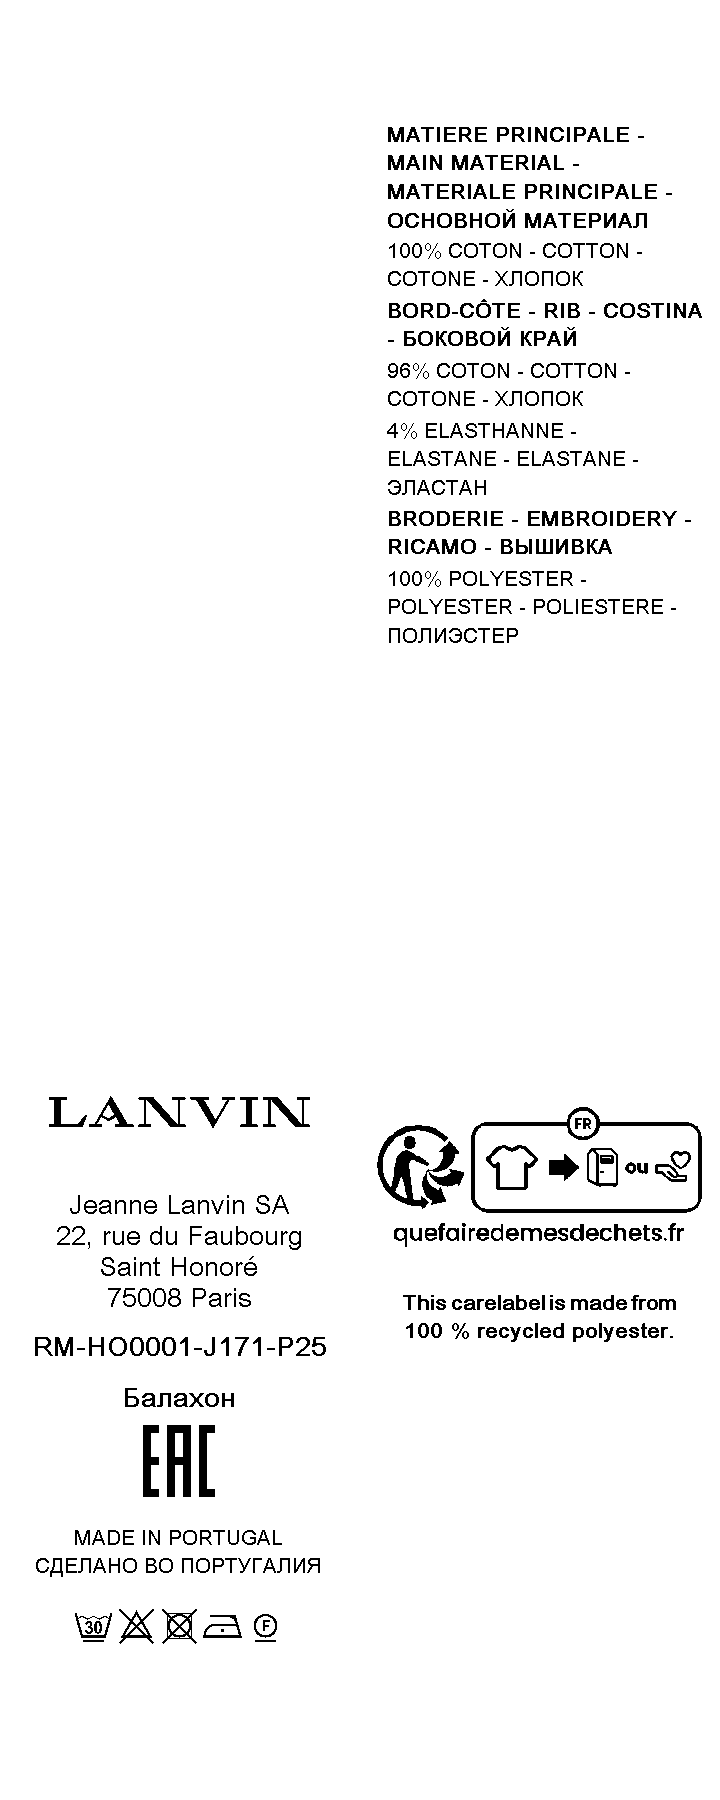 MATIERE PRINCIPALE -
MAIN MATERIAL -
MATERIALE PRINCIPALE -
ОСНОВНОЙ МАТЕРИАЛ
100% COTON - COTTON -
COTONE - ХЛОПОК
BORD-CÔTE - RIB - COSTINA
- БОКОВОЙ КРАЙ
96% COTON - COTTON -
COTONE - ХЛОПОК
4% ELASTHANNE -
ELASTANE - ELASTANE -
ЭЛАСТАН
BRODERIE - EMBROIDERY -
RICAMO - ВЫШИВКА
100% POLYESTER -
POLYESTER - POLIESTERE -
ПОЛИЭСТЕР
LANVIN
Jeanne Lanvin SA
22, rue du Faubourg
Saint Honoré
75008 Paris
RM-HO0001-J171-P25
Балахон
EAC
MADE IN PORTUGAL
СДЕЛАНО ВО ПОРТУГАЛИЯ
30
F
FR
ou
quefairedemesdechets.fr
This carelabel is made from
100 % recycled polyester.